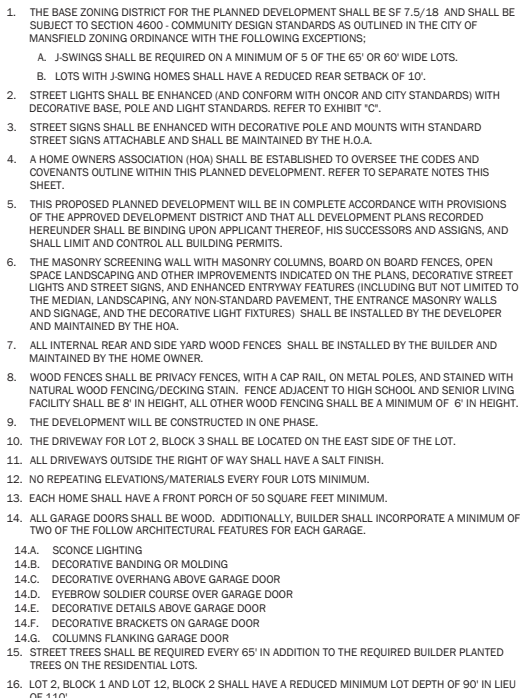 1. THE BASE ZONING DISTRICT FOR THE PLANNED DEVELOPMENT SHALL BE SF 7.5/18 AND SHALL BE
SUBJECT TO SECTION 4600 - COMMUNITY DESIGN STANDARDS AS OUTLINED IN THE CITY OF
MANSFIELD ZONING ORDINANCE WITH THE FOLLOWING EXCEPTIONS;
A. J-SWINGS SHALL BE REQUIRED ON A MINIMUM OF 5 OF THE 65' OR 60' WIDE LOTS.
B. LOTS WITH J-SWING HOMES SHALL HAVE A REDUCED REAR SETBACK OF 10'.
2. STREET LIGHTS SHALL BE ENHANCED (AND CONFORM WITH ONCOR AND CITY STANDARDS) WITH
DECORATIVE BASE, POLE AND LIGHT STANDARDS. REFER TO EXHIBIT "C".
3. STREET SIGNS SHALL BE ENHANCED WITH DECORATIVE POLE AND MOUNTS WITH STANDARD
STREET SIGNS ATTACHABLE AND SHALL BE MAINTAINED BY THE H.O.A.
4. A HOME OWNERS ASSOCIATION (HOA) SHALL BE ESTABLISHED TO OVERSEE THE CODES AND
COVENANTS OUTLINE WITHIN THIS PLANNED DEVELOPMENT. REFER TO SEPARATE NOTES THIS
SHEET.
5. THIS PROPOSED PLANNED DEVELOPMENT WILL BE IN COMPLETE ACCORDANCE WITH PROVISIONS
OF THE APPROVED DEVELOPMENT DISTRICT AND THAT ALL DEVELOPMENT PLANS RECORDED
HEREUNDER SHALL BE BINDING UPON APPLICANT THEREOF, HIS SUCCESSORS AND ASSIGNS, AND
SHALL LIMIT AND CONTROL ALL BUILDING PERMITS.
6. THE MASONRY SCREENING WALL WITH MASONRY COLUMNS, BOARD ON BOARD FENCES, OPEN
SPACE LANDSCAPING AND OTHER IMPROVEMENTS INDICATED ON THE PLANS, DECORATIVE STREET
LIGHTS AND STREET SIGNS, AND ENHANCED ENTRYWAY FEATURES (INCLUDING BUT NOT LIMITED TO
THE MEDIAN, LANDSCAPING, ANY NON-STANDARD PAVEMENT, THE ENTRANCE MASONRY WALLS
AND SIGNAGE, AND THE DECORATIVE LIGHT FIXTURES) SHALL BE INSTALLED BY THE DEVELOPER
AND MAINTAINED BY THE HOA.
7. ALL INTERNAL REAR AND SIDE YARD WOOD FENCES SHALL BE INSTALLED BY THE BUILDER AND
MAINTAINED BY THE HOME OWNER.
8. WOOD FENCES SHALL BE PRIVACY FENCES, WITH A CAP RAIL, ON METAL POLES, AND STAINED WITH
NATURAL WOOD FENCING/DECKING STAIN. FENCE ADJACENT TO HIGH SCHOOL AND SENIOR LIVING
FACILITY SHALL BE 8' IN HEIGHT, ALL OTHER WOOD FENCING SHALL BE A MINIMUM OF 6' IN HEIGHT.
9. THE DEVELOPMENT WILL BE CONSTRUCTED IN ONE PHASE.
10. THE DRIVEWAY FOR LOT 2, BLOCK 3 SHALL BE LOCATED ON THE EAST SIDE OF THE LOT.
11. ALL DRIVEWAYS OUTSIDE THE RIGHT OF WAY SHALL HAVE A SALT FINISH.
12. NO REPEATING ELEVATIONS/MATERIALS EVERY FOUR LOTS MINIMUM.
13. EACH HOME SHALL HAVE A FRONT PORCH OF 50 SQUARE FEET MINIMUM.
14. ALL GARAGE DOORS SHALL BE WOOD. ADDITIONALLY, BUILDER SHALL INCORPORATE A MINIMUM OF
TWO OF THE FOLLOW ARCHITECTURAL FEATURES FOR EACH GARAGE.
14.A. SCONCE LIGHTING
14.B. DECORATIVE BANDING OR MOLDING
14.C. DECORATIVE OVERHANG ABOVE GARAGE DOOR
14.D. EYEBROW SOLDIER COURSE OVER GARAGE DOOR
14.E. DECORATIVE DETAILS ABOVE GARAGE DOOR
14.F. DECORATIVE BRACKETS ON GARAGE DOOR
14.G. COLUMNS FLANKING GARAGE DOOR
15. STREET TREES SHALL BE REQUIRED EVERY 65' IN ADDITION TO THE REQUIRED BUILDER PLANTED
TREES ON THE RESIDENTIAL LOTS.
16. LOT 2, BLOCK 1 AND LOT 12, BLOCK 2 SHALL HAVE A REDUCED MINIMUM LOT DEPTH OF 90' IN LIEU
OF 110'.